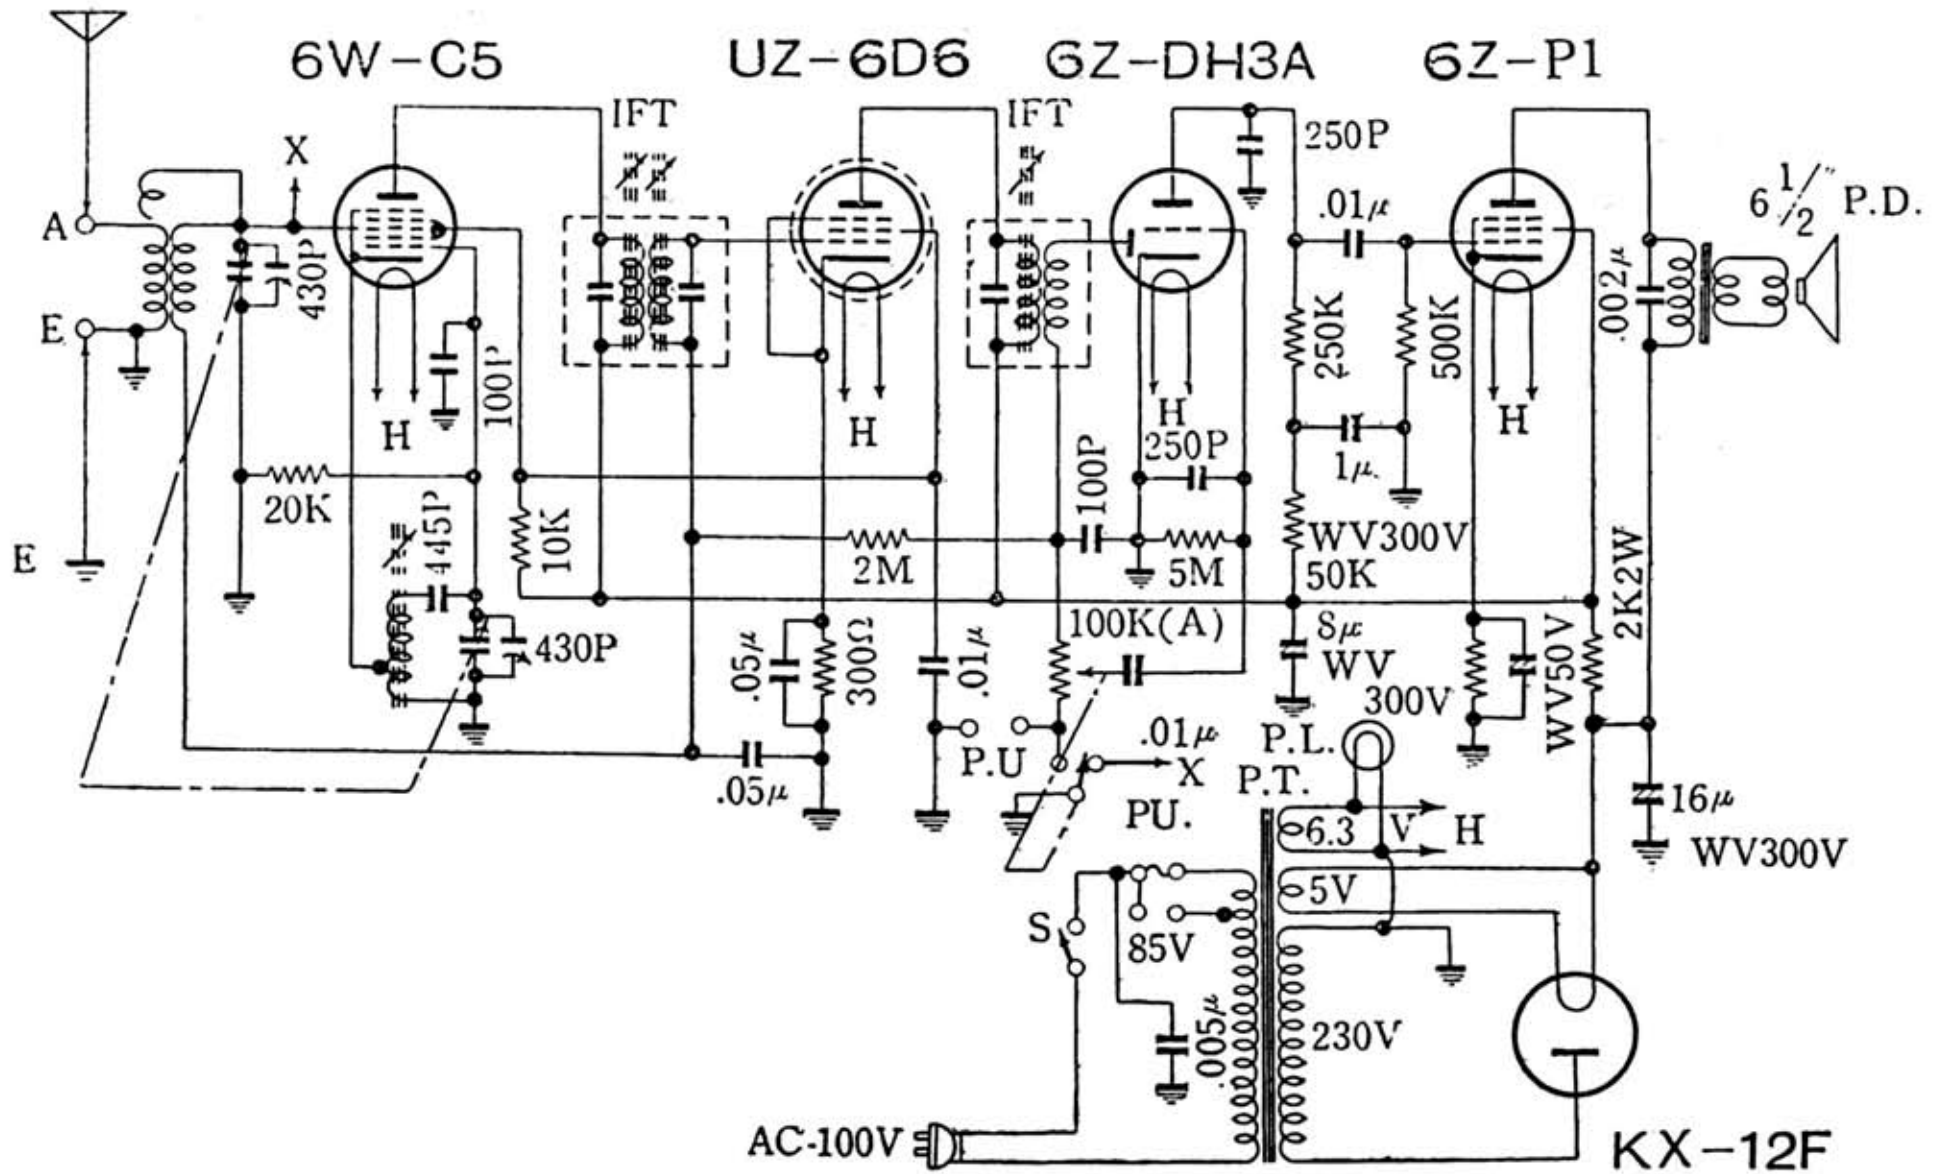 6W-C5
UZ-6D6
6Z-DH3A
6Z-P1
IFT
IFT
X
250P
6 1/2" P.D.
.01μ
A
430P
.002μ
E
250K
500K
100P
H
H
H
250P
H
1μ
20K
445P
10K
100P
WV300V
E
2M
5M
50K
2K2W
430P
.05μ
300Ω
.01μ
100K(A)
8μ
WV
300V
WV50V
.05μ
P.U
.01μ
X
P.L.
P.T.
PU.
6.3 V
H
16μ
WV300V
5V
S
85V
.005μ
230V
AC-100V
KX-12F